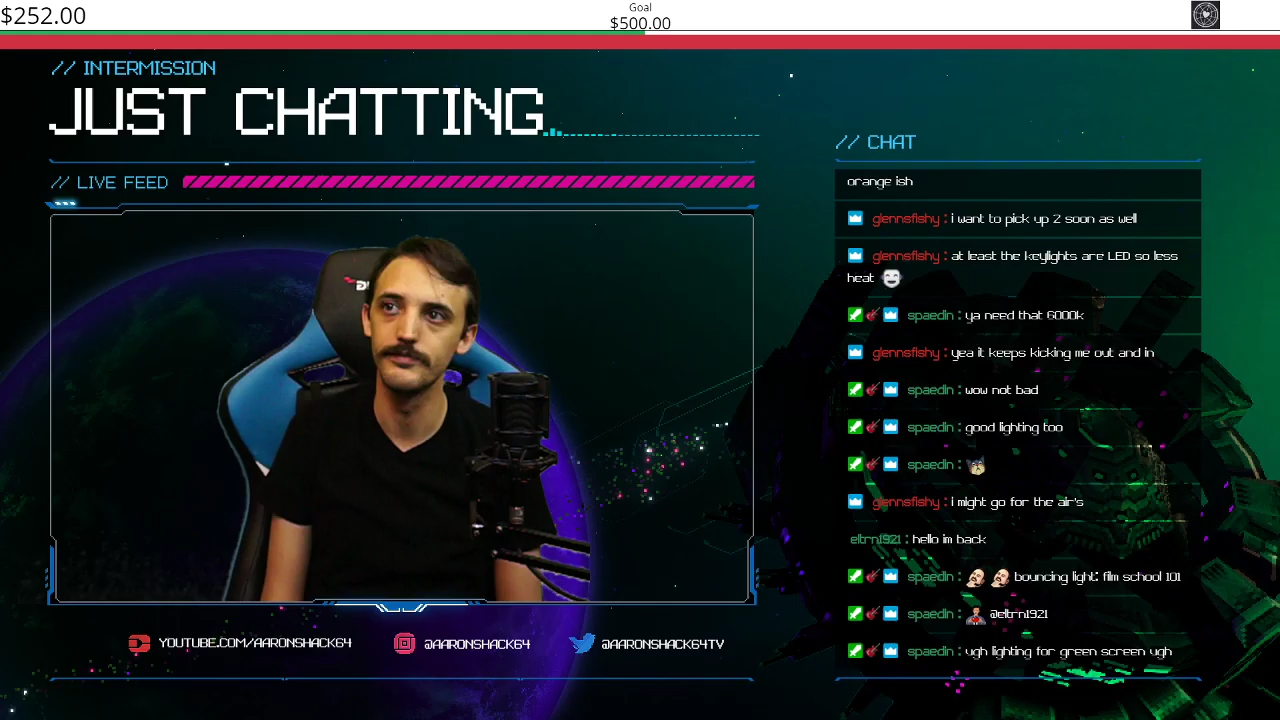 $252.00
Goal
$500.00
// INTERMISSION
JUST CHATTING
// LIVE FEED
// CHAT
orange ish
glennsfishy : i want to pick up 2 soon as well
glennsfishy : at least the keylights are LED so less
heat
spaedin : ya need that 6000k
glennsfishy : yea it keeps kicking me out and in
spaedin : wow not bad
spaedin : good lighting too
spaedin :
glennsfishy : i might go for the air's
eltrn1921 : hello im back
spaedin : bouncing light: film school 101
spaedin : @eltrn1921
spaedin : ugh lighting for green screen ugh
YOUTUBE.COM/AARONSHACK64
@AARONSHACK64
@AARONSHACK64TV